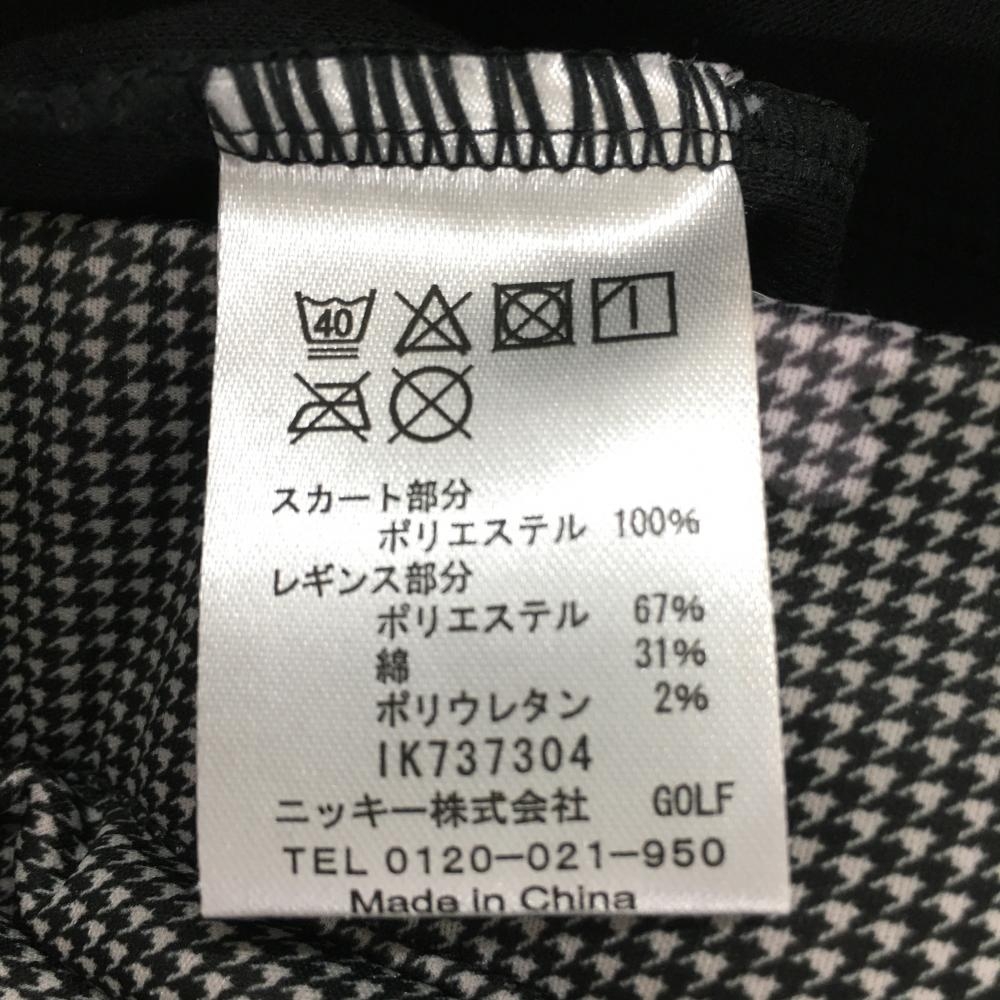 40
スカート部分
ポリエステル 100%
レギンス部分
ポリエステル 67%
綿 31%
ポリウレタン 2%
IK737304
ニッキー株式会社 GOLF
TEL 0120-021-950
Made in China